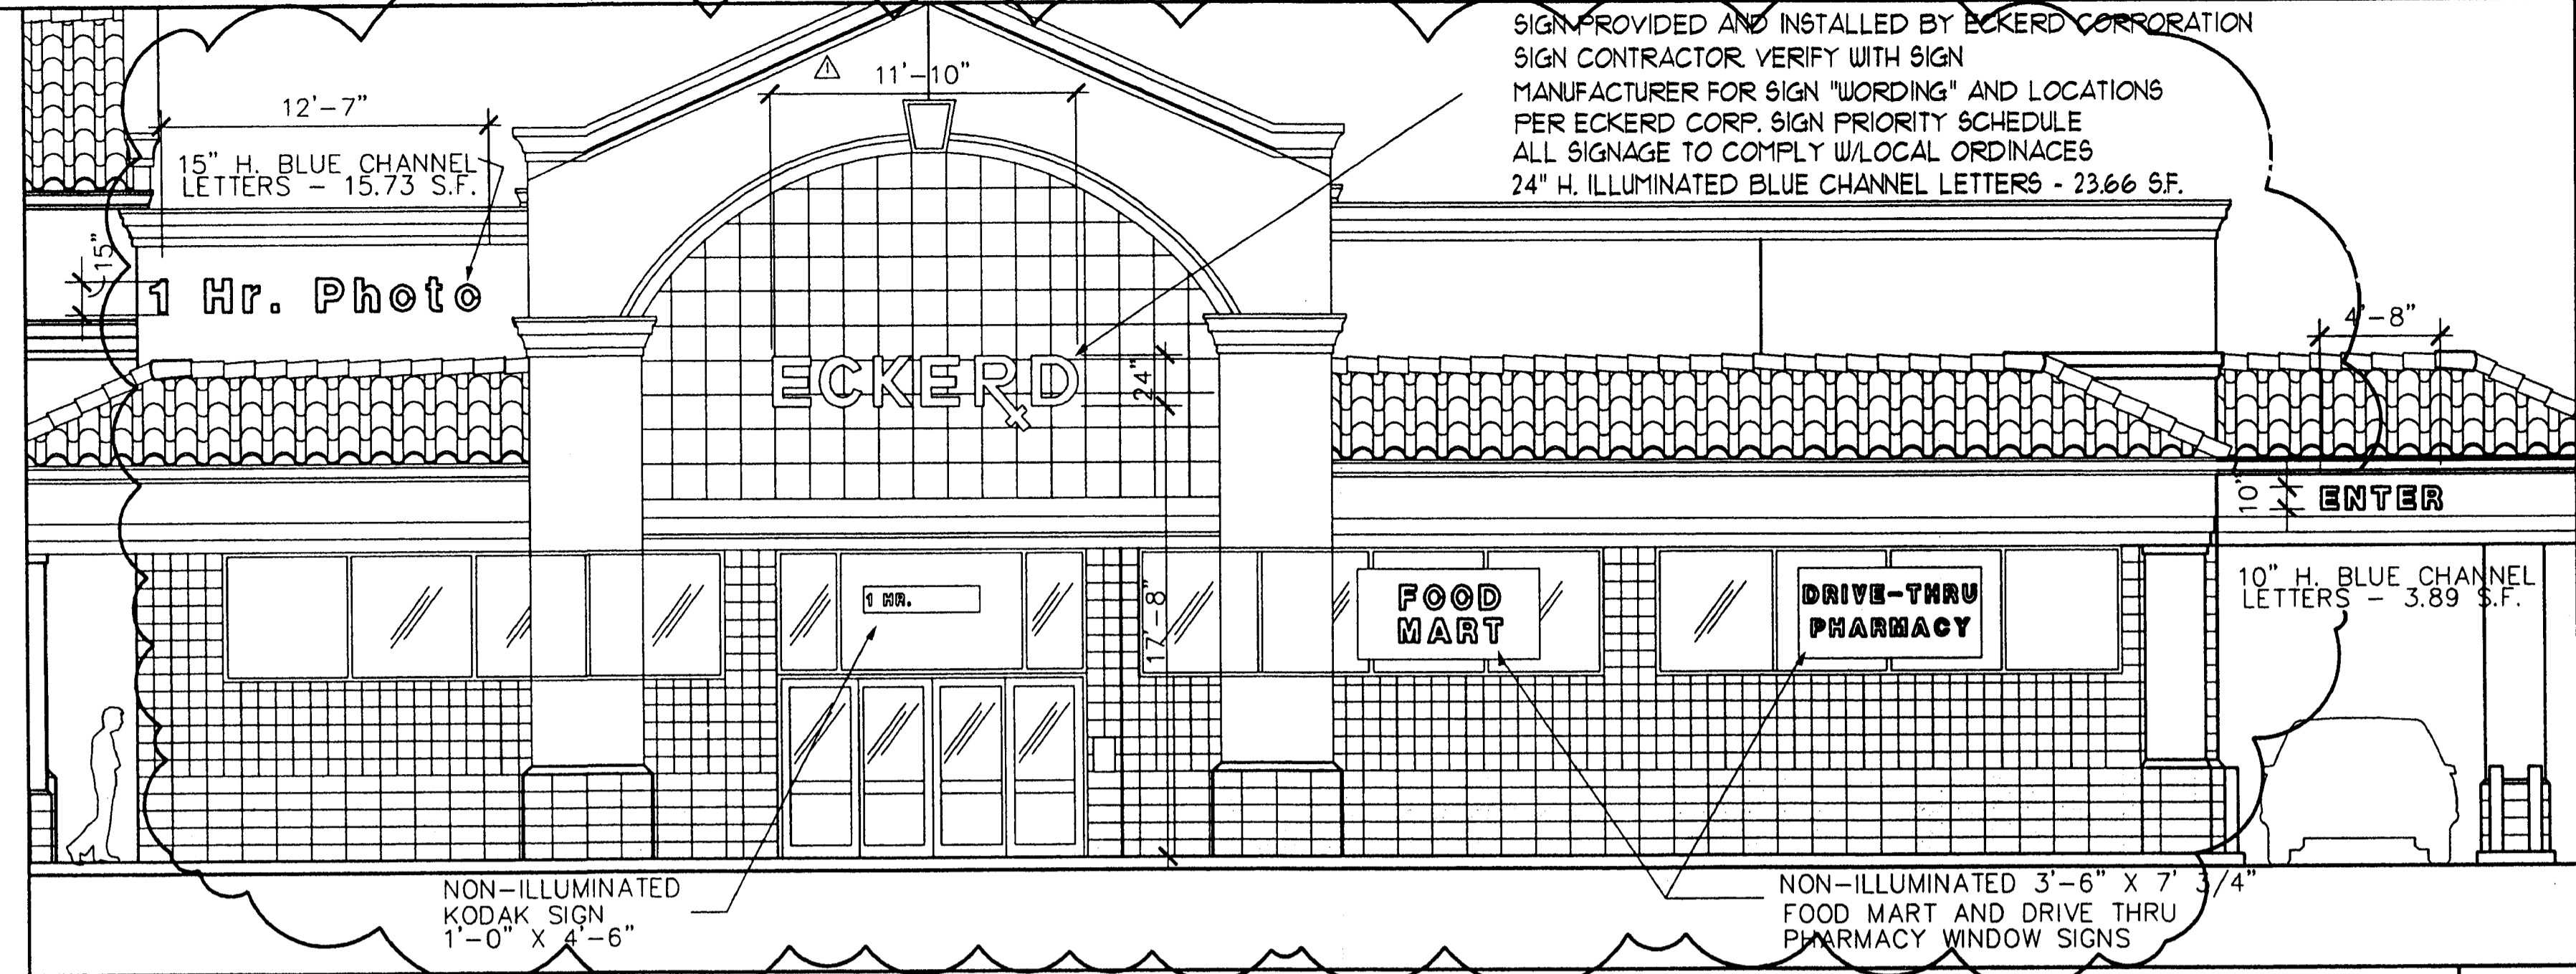 SIGN PROVIDED AND INSTALLED BY ECKERD CORPORATION
SIGN CONTRACTOR VERIFY WITH SIGN
MANUFACTURER FOR SIGN "WORDING" AND LOCATIONS
PER ECKERD CORP. SIGN PRIORITY SCHEDULE
ALL SIGNAGE TO COMPLY W/LOCAL ORDINACES
24" H. ILLUMINATED BLUE CHANNEL LETTERS - 23.66 S.F.
1
11'-10"
12'-7"
15" H. BLUE CHANNEL
LETTERS - 15.73 S.F.
15"
1 Hr. Photo
ECKERD
24"
4'-8"
10"
ENTER
10" H. BLUE CHANNEL
LETTERS - 3.89 S.F.
1 HR.
17'-8"
FOOD
MART
DRIVE-THRU
PHARMACY
NON-ILLUMINATED
KODAK SIGN
1'-0" X 4'-6"
NON-ILLUMINATED 3'-6" X 7' 3/4"
FOOD MART AND DRIVE THRU
PHARMACY WINDOW SIGNS